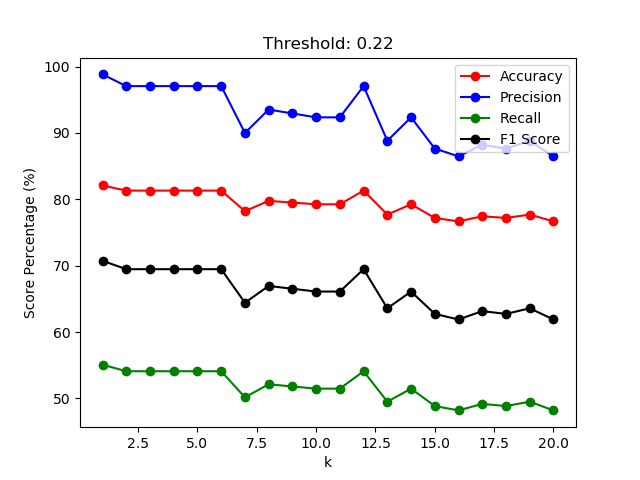 Threshold: 0.22
Accuracy
Precision
Recall
F1 Score
Score Percentage (%)
100
90
80
70
60
50
2.5 5.0 7.5 10.0 12.5 15.0 17.5 20.0
k